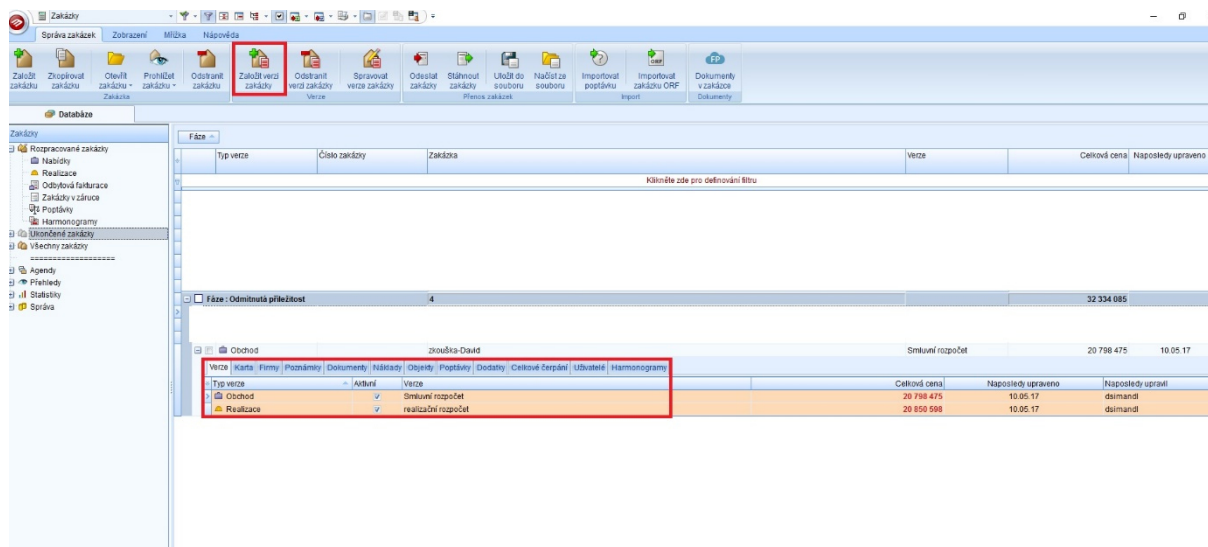 Zakázky
Správa zakázek Zobrazení Mřížka Nápověda
Založit zakázku
Zkopírovat zakázku
Otevřít zakázku
Prohlížet zakázku
Odstranit zakázku
Založit verzi zakázky
Odstranit verzi zakázky
Spravovat verze zakázky
Odeslat zakázky
Stáhnout zakázky
Uložit do souboru
Načíst ze souboru
Importovat poptávku
Importovat zakázku ORF
Dokumenty v zakázce
Zakázka Verze Přenos zakázek Import Dokumenty
Databáze
Zakázky
Fáze
Rozpracované zakázky
Nabídky
Realizace
Odbytová fakturace
Zakázky v záruce
Poptávky
Harmonogramy
Ukončené zakázky
Všechny zakázky
===================
Agendy
Přehledy
Statistiky
Správa
Typ verze Číslo zakázky Zakázka Verze Celková cena Naposledy upraveno
Klikněte zde pro definování filtru
Fáze : Odmítnutá příležitost 4 32 334 085
Obchod zkouška-David Smluvní rozpočet 20 798 475 10.05.17
Verze Karta Firmy Poznámky Dokumenty Náklady Objekty Poptávky Dodatky Celkové čerpání Uživatelé Harmonogramy
Typ verze Aktivní Verze Celková cena Naposledy upraveno Naposledy upravil
Obchod Smluvní rozpočet 20 798 475 10.05.17 dsimandl
Realizace realizační rozpočet 20 850 598 10.05.17 dsimandl